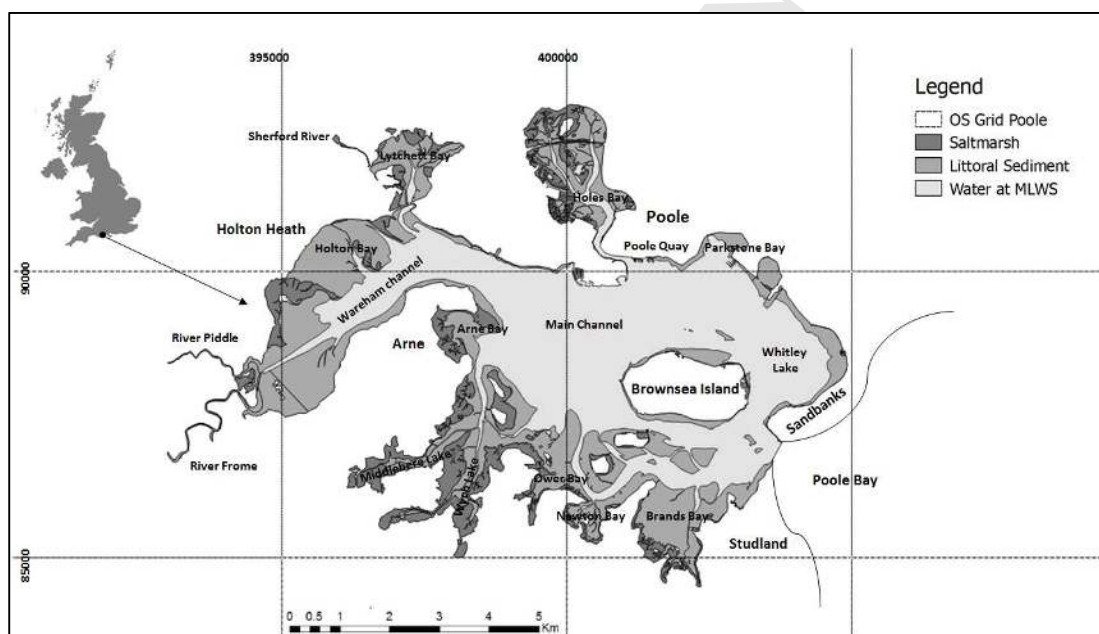 395000
400000
Legend
OS Grid Poole
Saltmarsh
Littoral Sediment
Water at MLWS
Sherford River
Lytchett Bay
Holes Bay
Poole
Holton Heath
Holton Bay
Poole Quay
Parkstone Bay
90000
Wareham channel
River Piddle
Arne
Arne Bay
Main Channel
Whitley
Lake
Brownsea Island
Sandbanks
River Frome
Middlebere Lake
Wych Lake
Ower Bay
Newton Bay
Brands Bay
Poole Bay
Studland
85000
0 0.5 1 2 3 4 5
Km